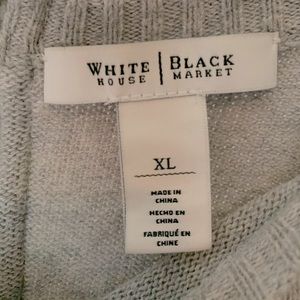 WHITE | BLACK
HOUSE | MARKET
XL
MADE IN
CHINA
HECHO EN
CHINA
FABRIQUÉ EN
CHINE